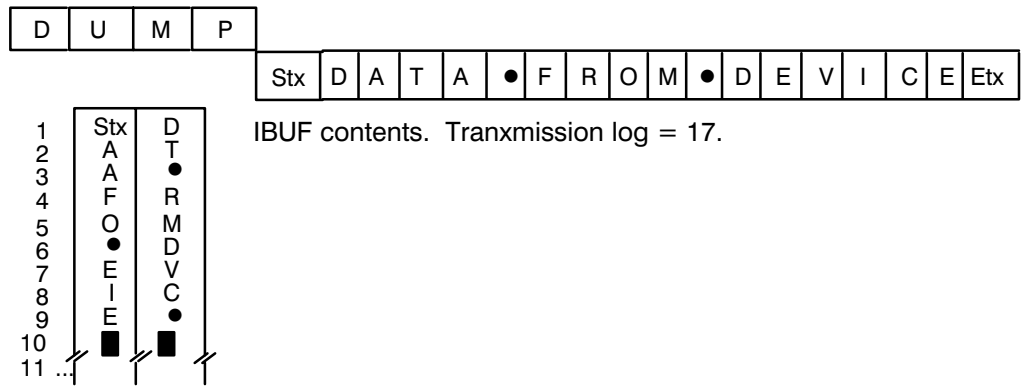 D U M P
Stx D A T A ● F R O M ● D E V I C E Etx
IBUF contents. Tranxmission log = 17.
1 Stx D
2 A T
3 A ●
4 F R
5 O M
6 ● D
7 E V
8 I C
9 E ●
10 ■ ■
11 ...